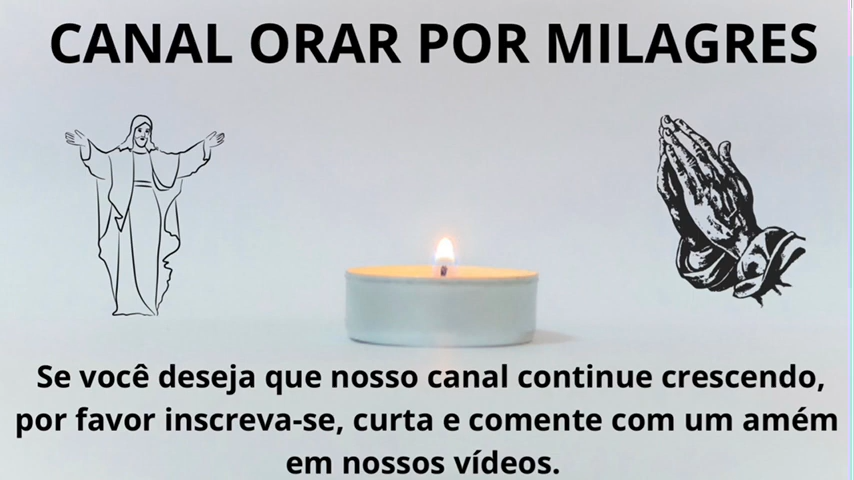 CANAL ORAR POR MILAGRES
Se você deseja que nosso canal continue crescendo,
por favor inscreva-se, curta e comente com um amém
em nossos vídeos.